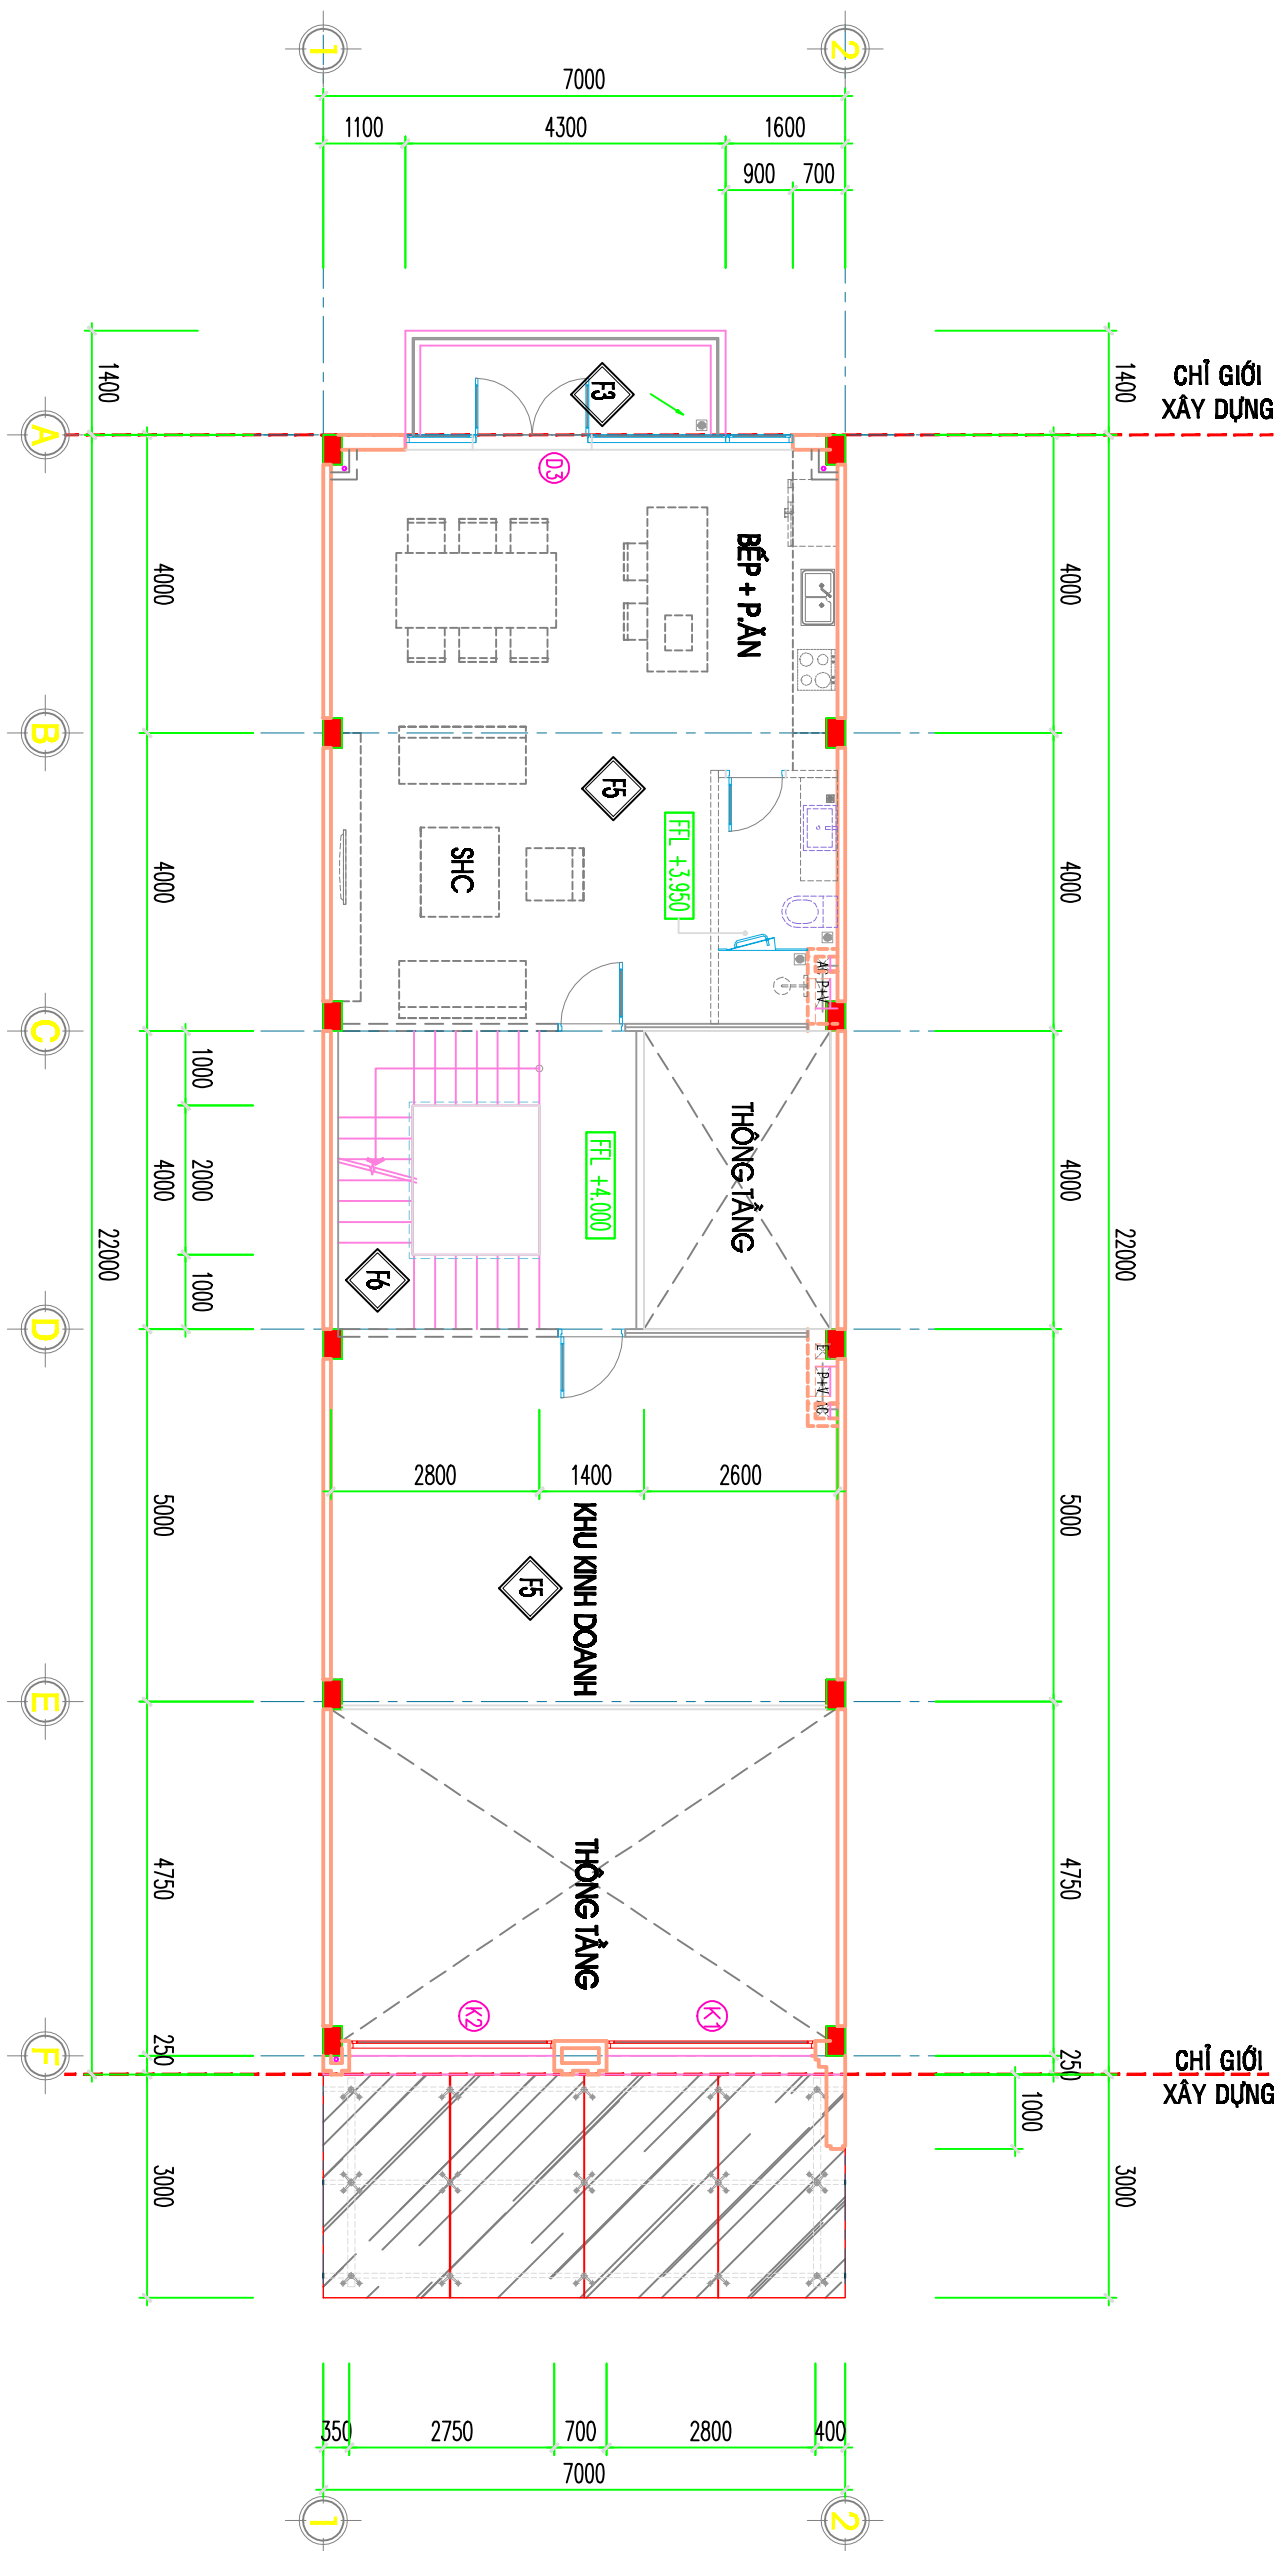 1
2
7000
1100
4300
1600
900
700
1400
1400
CHỈ GIỚI
XÂY DỰNG
A
F3
D3
4000
BẾP + P.ĂN
4000
B
F5
FFL +3.950
4000
SHC
4000
P+V
C
1000
2000
4000
1000
22000
THÔNG TẦNG
FFL +4.000
4000
22000
F6
D
P+V
2800
1400
2600
5000
KHU KINH DOANH
F5
5000
E
4750
THÔNG TẦNG
4750
K2
K1
250
250
F
CHỈ GIỚI
XÂY DỰNG
1000
3000
3000
350
2750
700
2800
400
7000
1
2